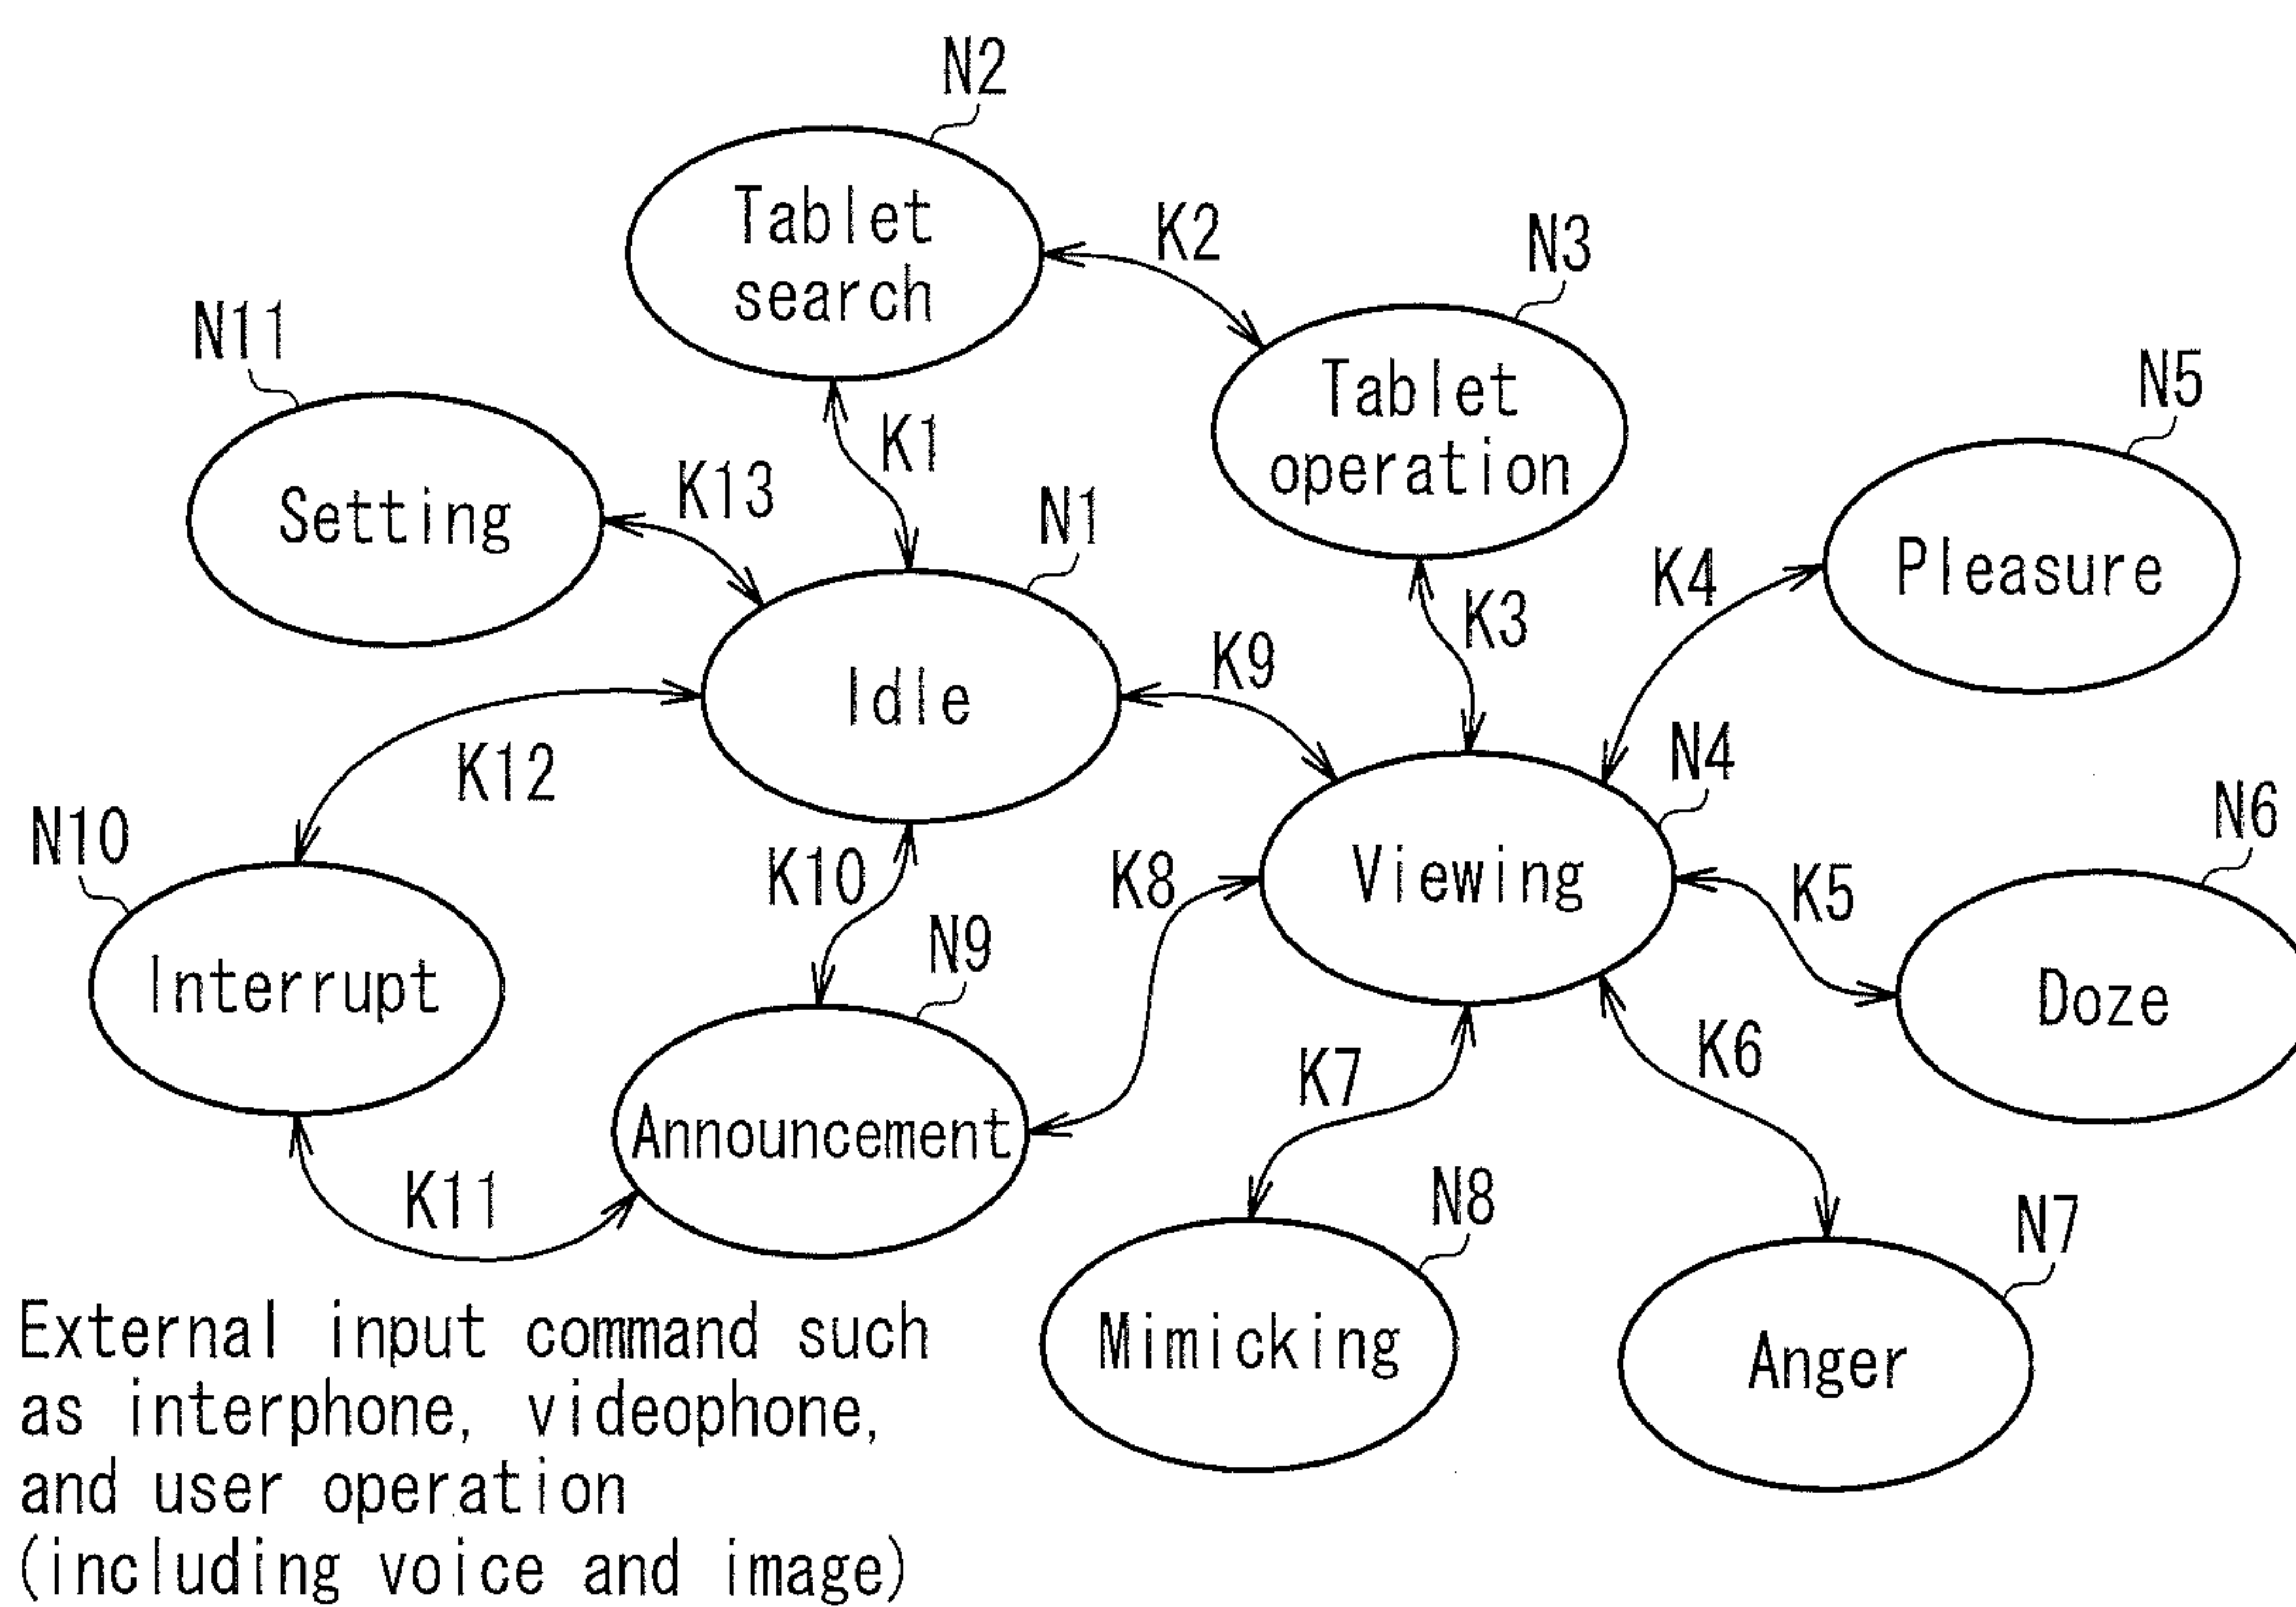 N2
Tablet
search
K2
N3
Tablet
operation
N11
Setting
K13
K1
N1
Idle
K9
K3
K4
N5
Pleasure
K12
N10
Interrupt
K10
N9
Announcement
K8
N4
Viewing
K5
N6
Doze
K11
K7
N8
Mimicking
K6
N7
Anger
External input command such
as interphone, videophone,
and user operation
(including voice and image)